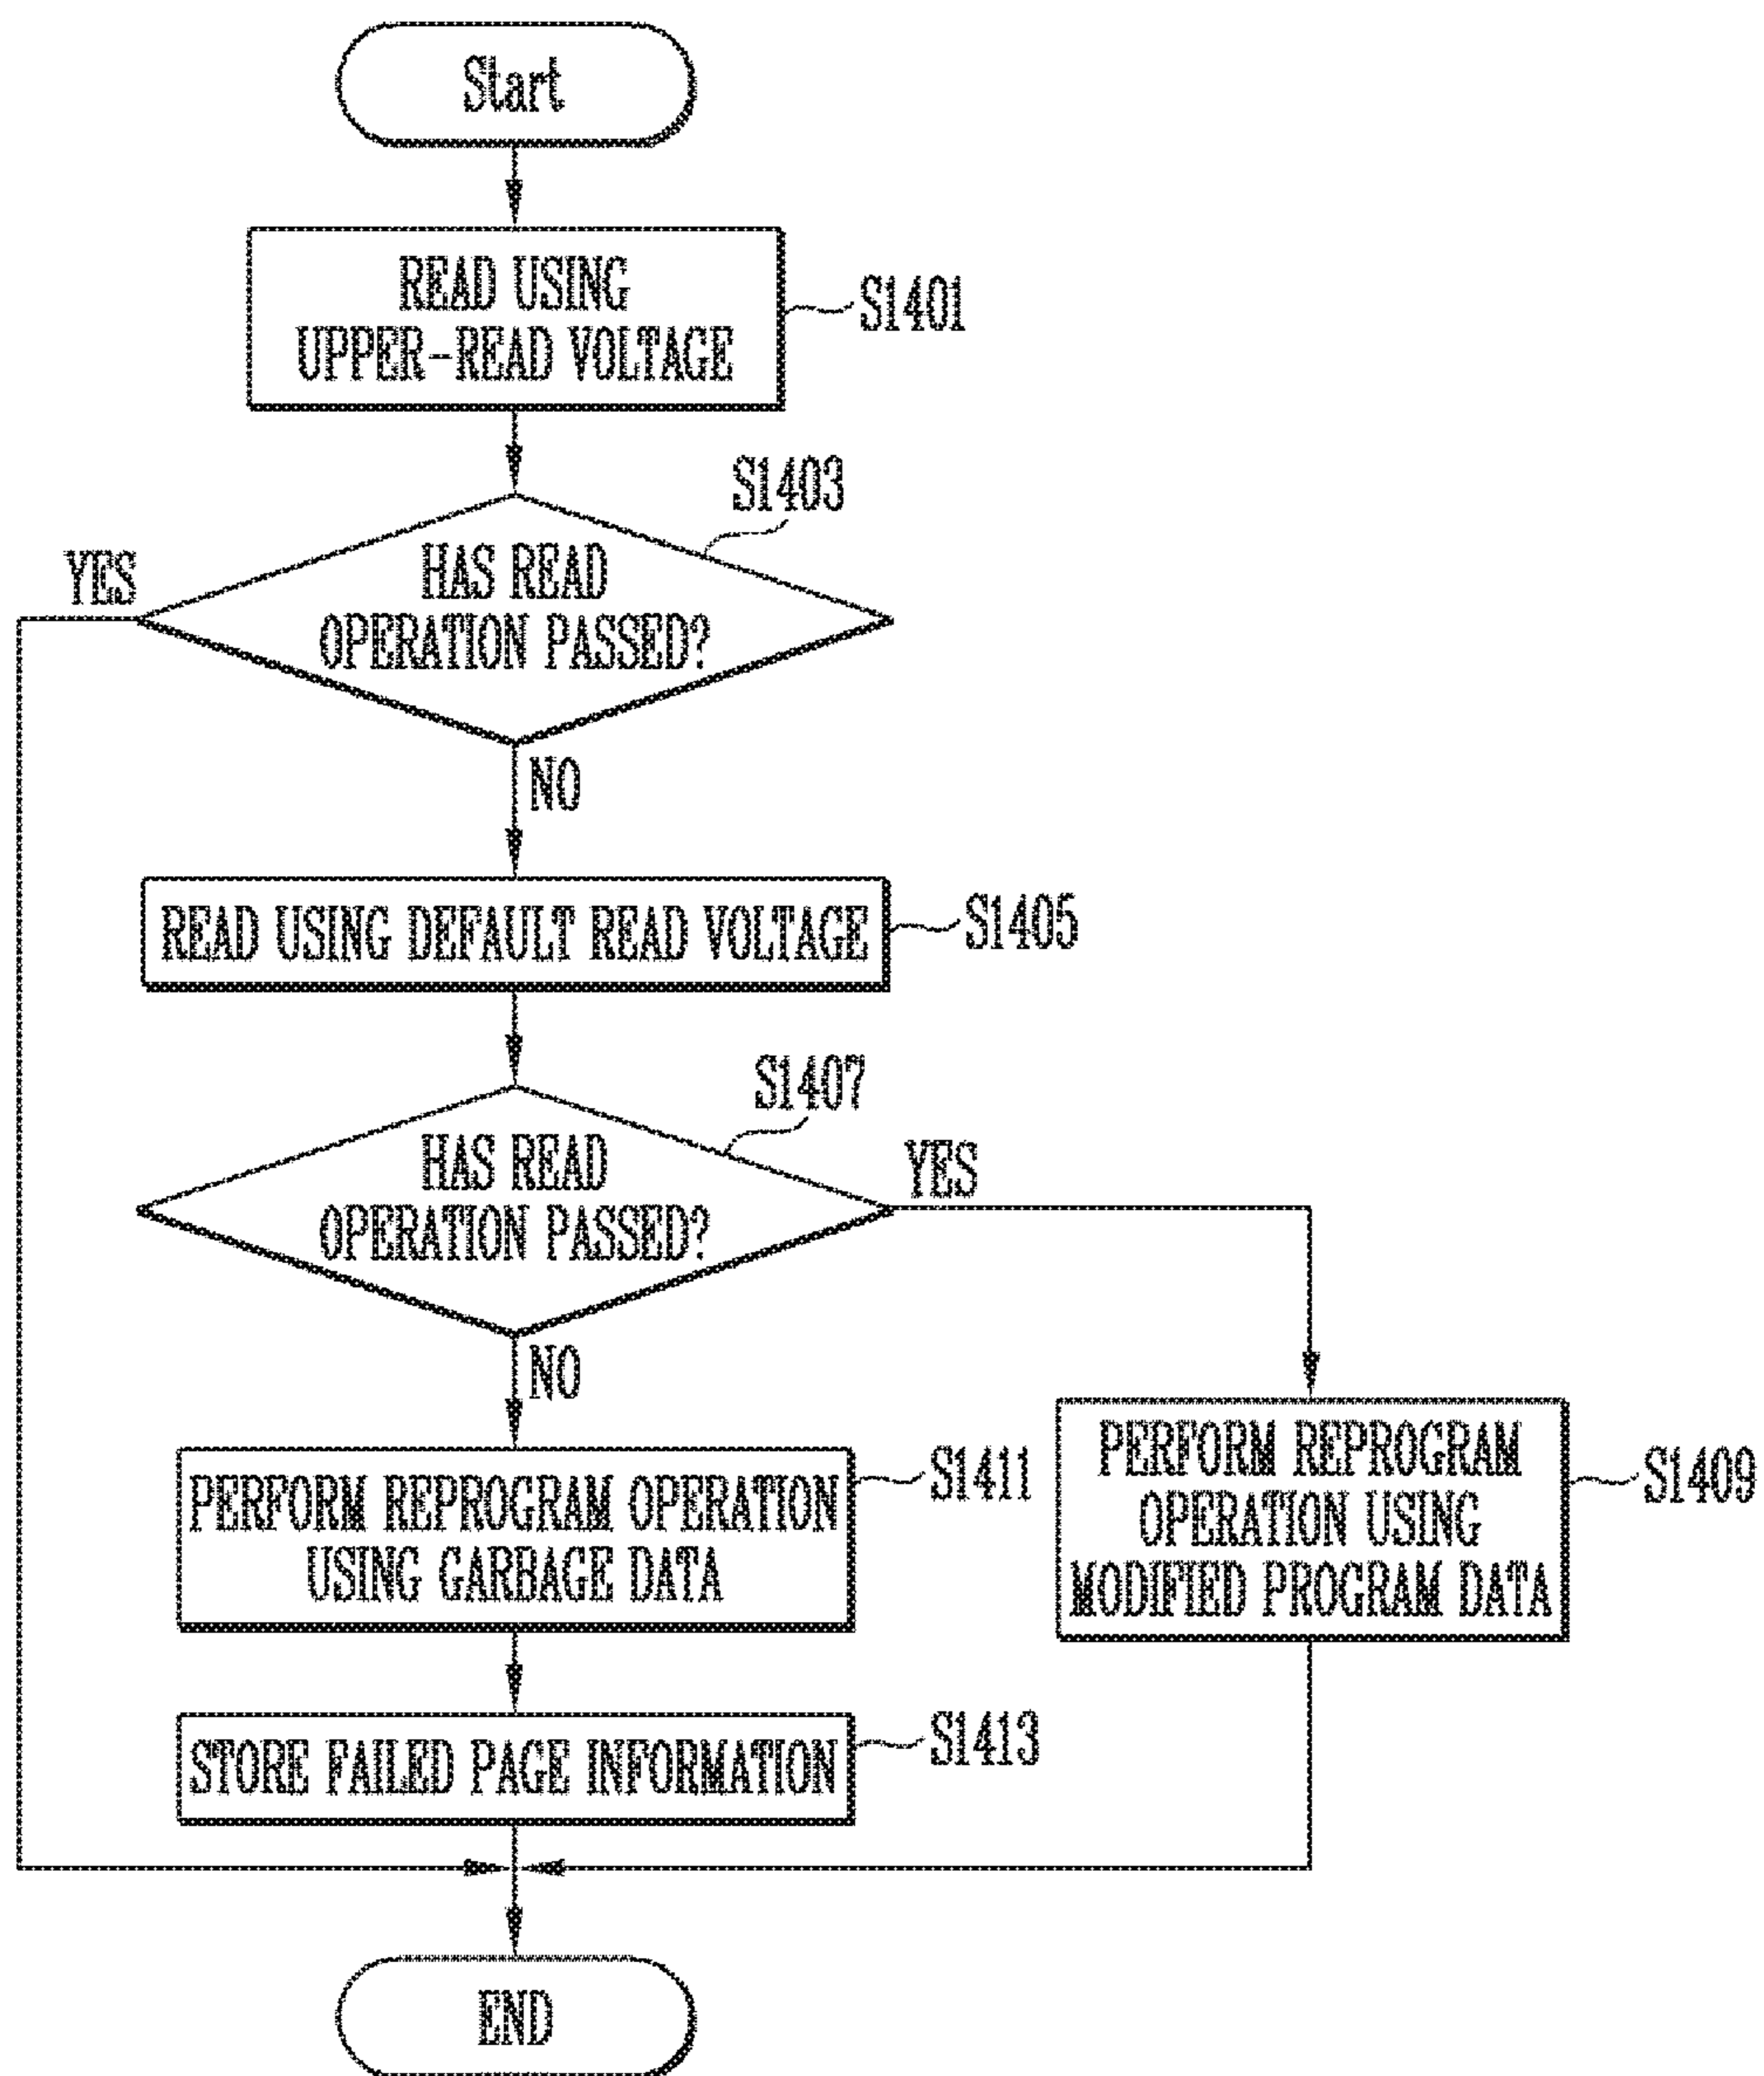 Start
READ USING
UPPER-READ VOLTAGE
S1401
S1403
YES
HAS READ
OPERATION PASSED?
NO
READ USING DEFAULT READ VOLTAGE
S1405
S1407
HAS READ
OPERATION PASSED?
YES
NO
PERFORM REPROGRAM OPERATION
USING GARBAGE DATA
S1411
PERFORM REPROGRAM
OPERATION USING
MODIFIED PROGRAM DATA
S1409
STORE FAILED PAGE INFORMATION
S1413
END